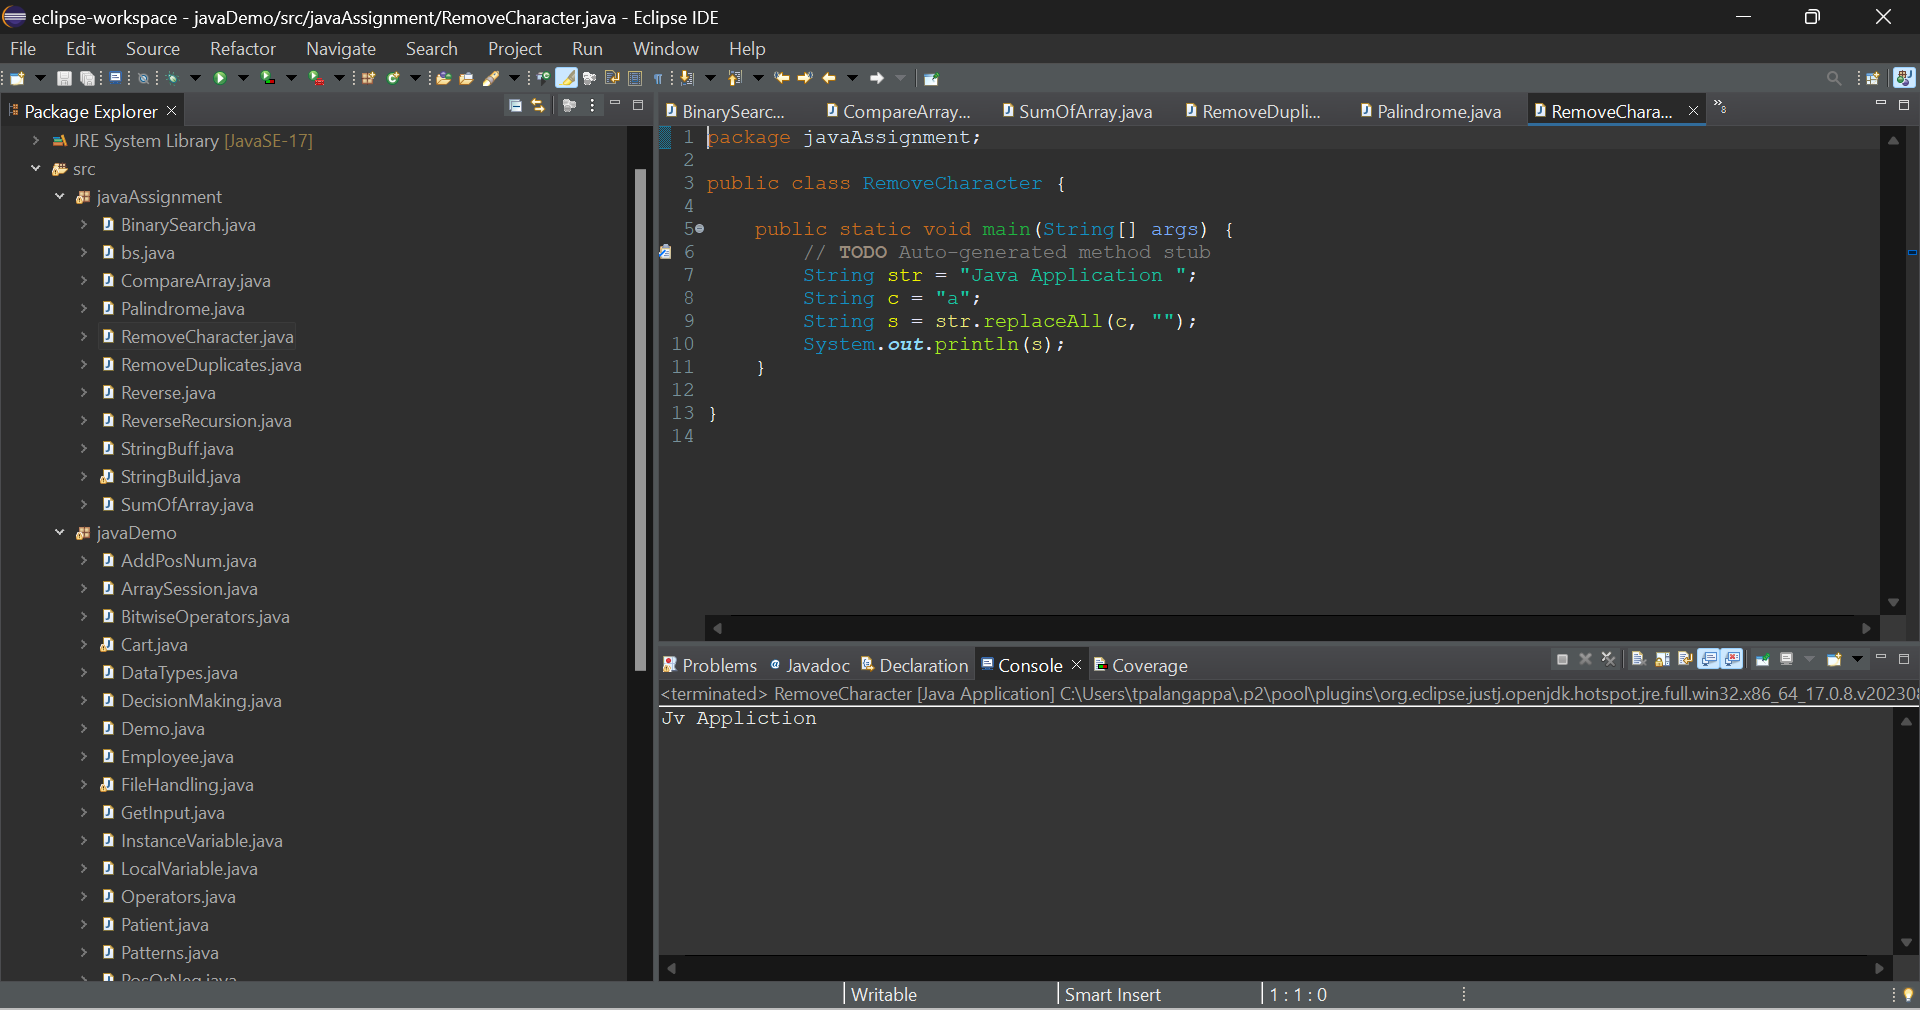 eclipse-workspace - javaDemo/src/javaAssignment/RemoveCharacter.java - Eclipse IDE
File Edit Source Refactor Navigate Search Project Run Window Help
Package Explorer
JRE System Library [JavaSE-17]
src
javaAssignment
BinarySearch.java
bs.java
CompareArray.java
Palindrome.java
RemoveCharacter.java
RemoveDuplicates.java
Reverse.java
ReverseRecursion.java
StringBuff.java
StringBuild.java
SumOfArray.java
javaDemo
AddPosNum.java
ArraySession.java
BitwiseOperators.java
Cart.java
DataTypes.java
DecisionMaking.java
Demo.java
Employee.java
FileHandling.java
GetInput.java
InstanceVariable.java
LocalVariable.java
Operators.java
Patient.java
Patterns.java
PosOrNeg.java
BinarySearc... CompareArray... SumOfArray.java RemoveDupli... Palindrome.java RemoveChara... »8
1 package javaAssignment;
2
3 public class RemoveCharacter {
4
5 public static void main(String[] args) {
6 // TODO Auto-generated method stub
7 String str = "Java Application ";
8 String c = "a";
9 String s = str.replaceAll(c, "");
10 System.out.println(s);
11 }
12
13 }
14
Problems Javadoc Declaration Console Coverage
<terminated> RemoveCharacter [Java Application] C:\Users\tpalangappa\.p2\pool\plugins\org.eclipse.justj.openjdk.hotspot.jre.full.win32.x86_64_17.0.8.v20230
Jv Appliction
Writable Smart Insert 1 : 1 : 0